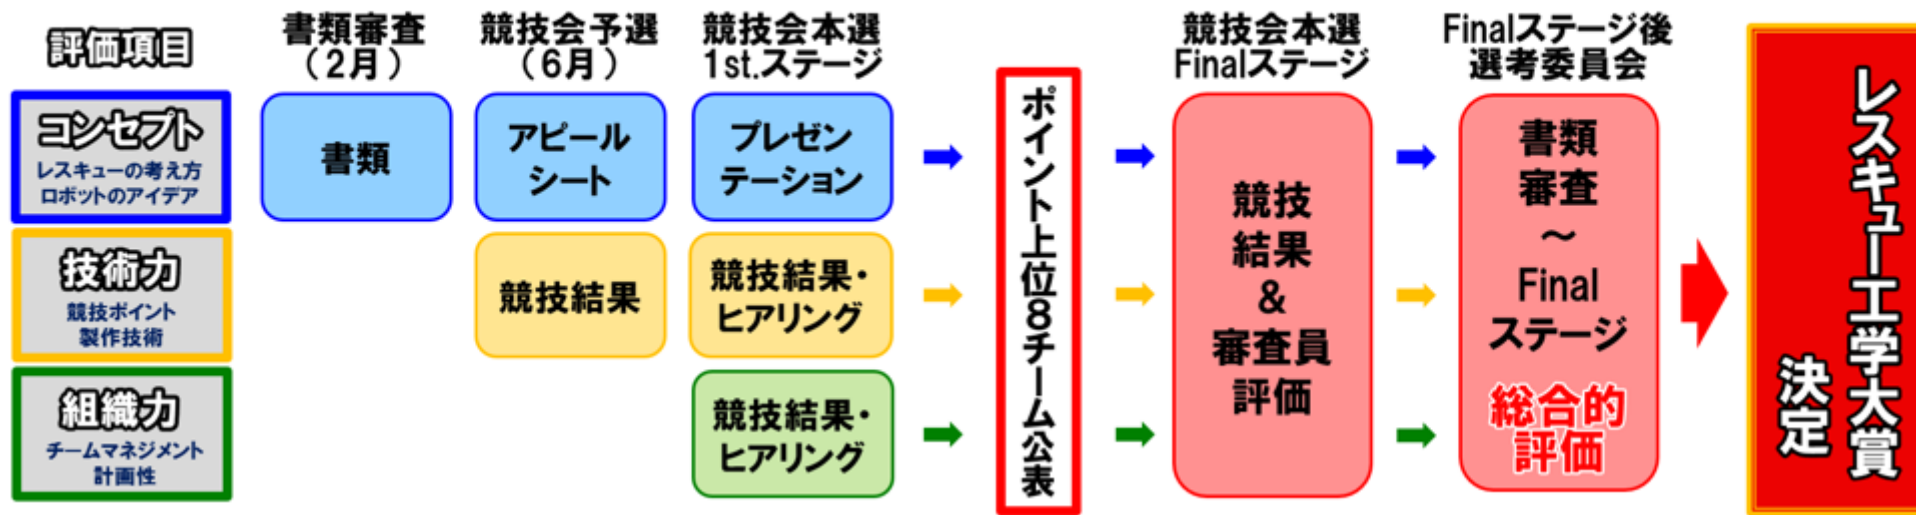 評価項目
書類審査
(2月)
競技会予選
(6月)
競技会本選
1st.ステージ
競技会本選
Finalステージ
Finalステージ後
選考委員会
コンセプト
レスキューの考え方
ロボットのアイデア
書類
アピール
シート
プレゼン
テーション
技術力
競技ポイント
製作技術
競技結果
競技結果・
ヒアリング
組織力
チームマネジメント
計画性
競技結果・
ヒアリング
ポイント上位8チーム公表
競技
結果
&
審査員
評価
書類
審査
～
Final
ステージ
総合的
評価
レスキュー工学大賞
決定